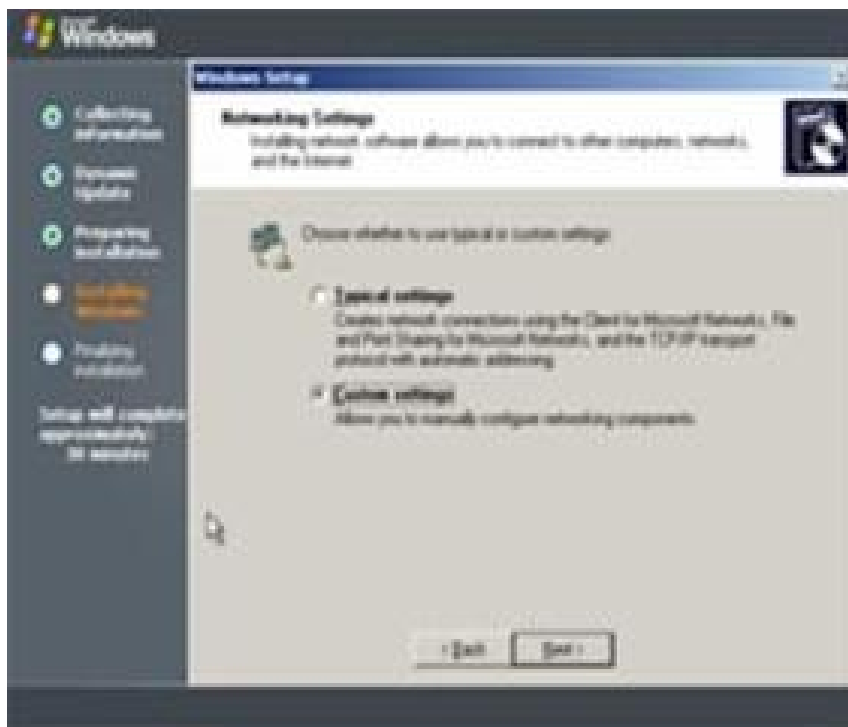 Microsoft
Windows
Windows Setup
Collecting
information
Dynamic
Update
Preparing
installation
Installing
Windows
Finalizing
installation
Setup will complete
approximately:
Networking Settings
Installing network software allows you to connect to other computers, networks,
and the Internet
Choose whether to use typical or custom settings:
Typical settings
Creates network connections using the Client for Microsoft Networks, File
and Print Sharing for Microsoft Networks, and the TCP/IP transport
protocol with automatic addressing.
Custom settings
Allows you to manually configure networking components.
< Back
Next >